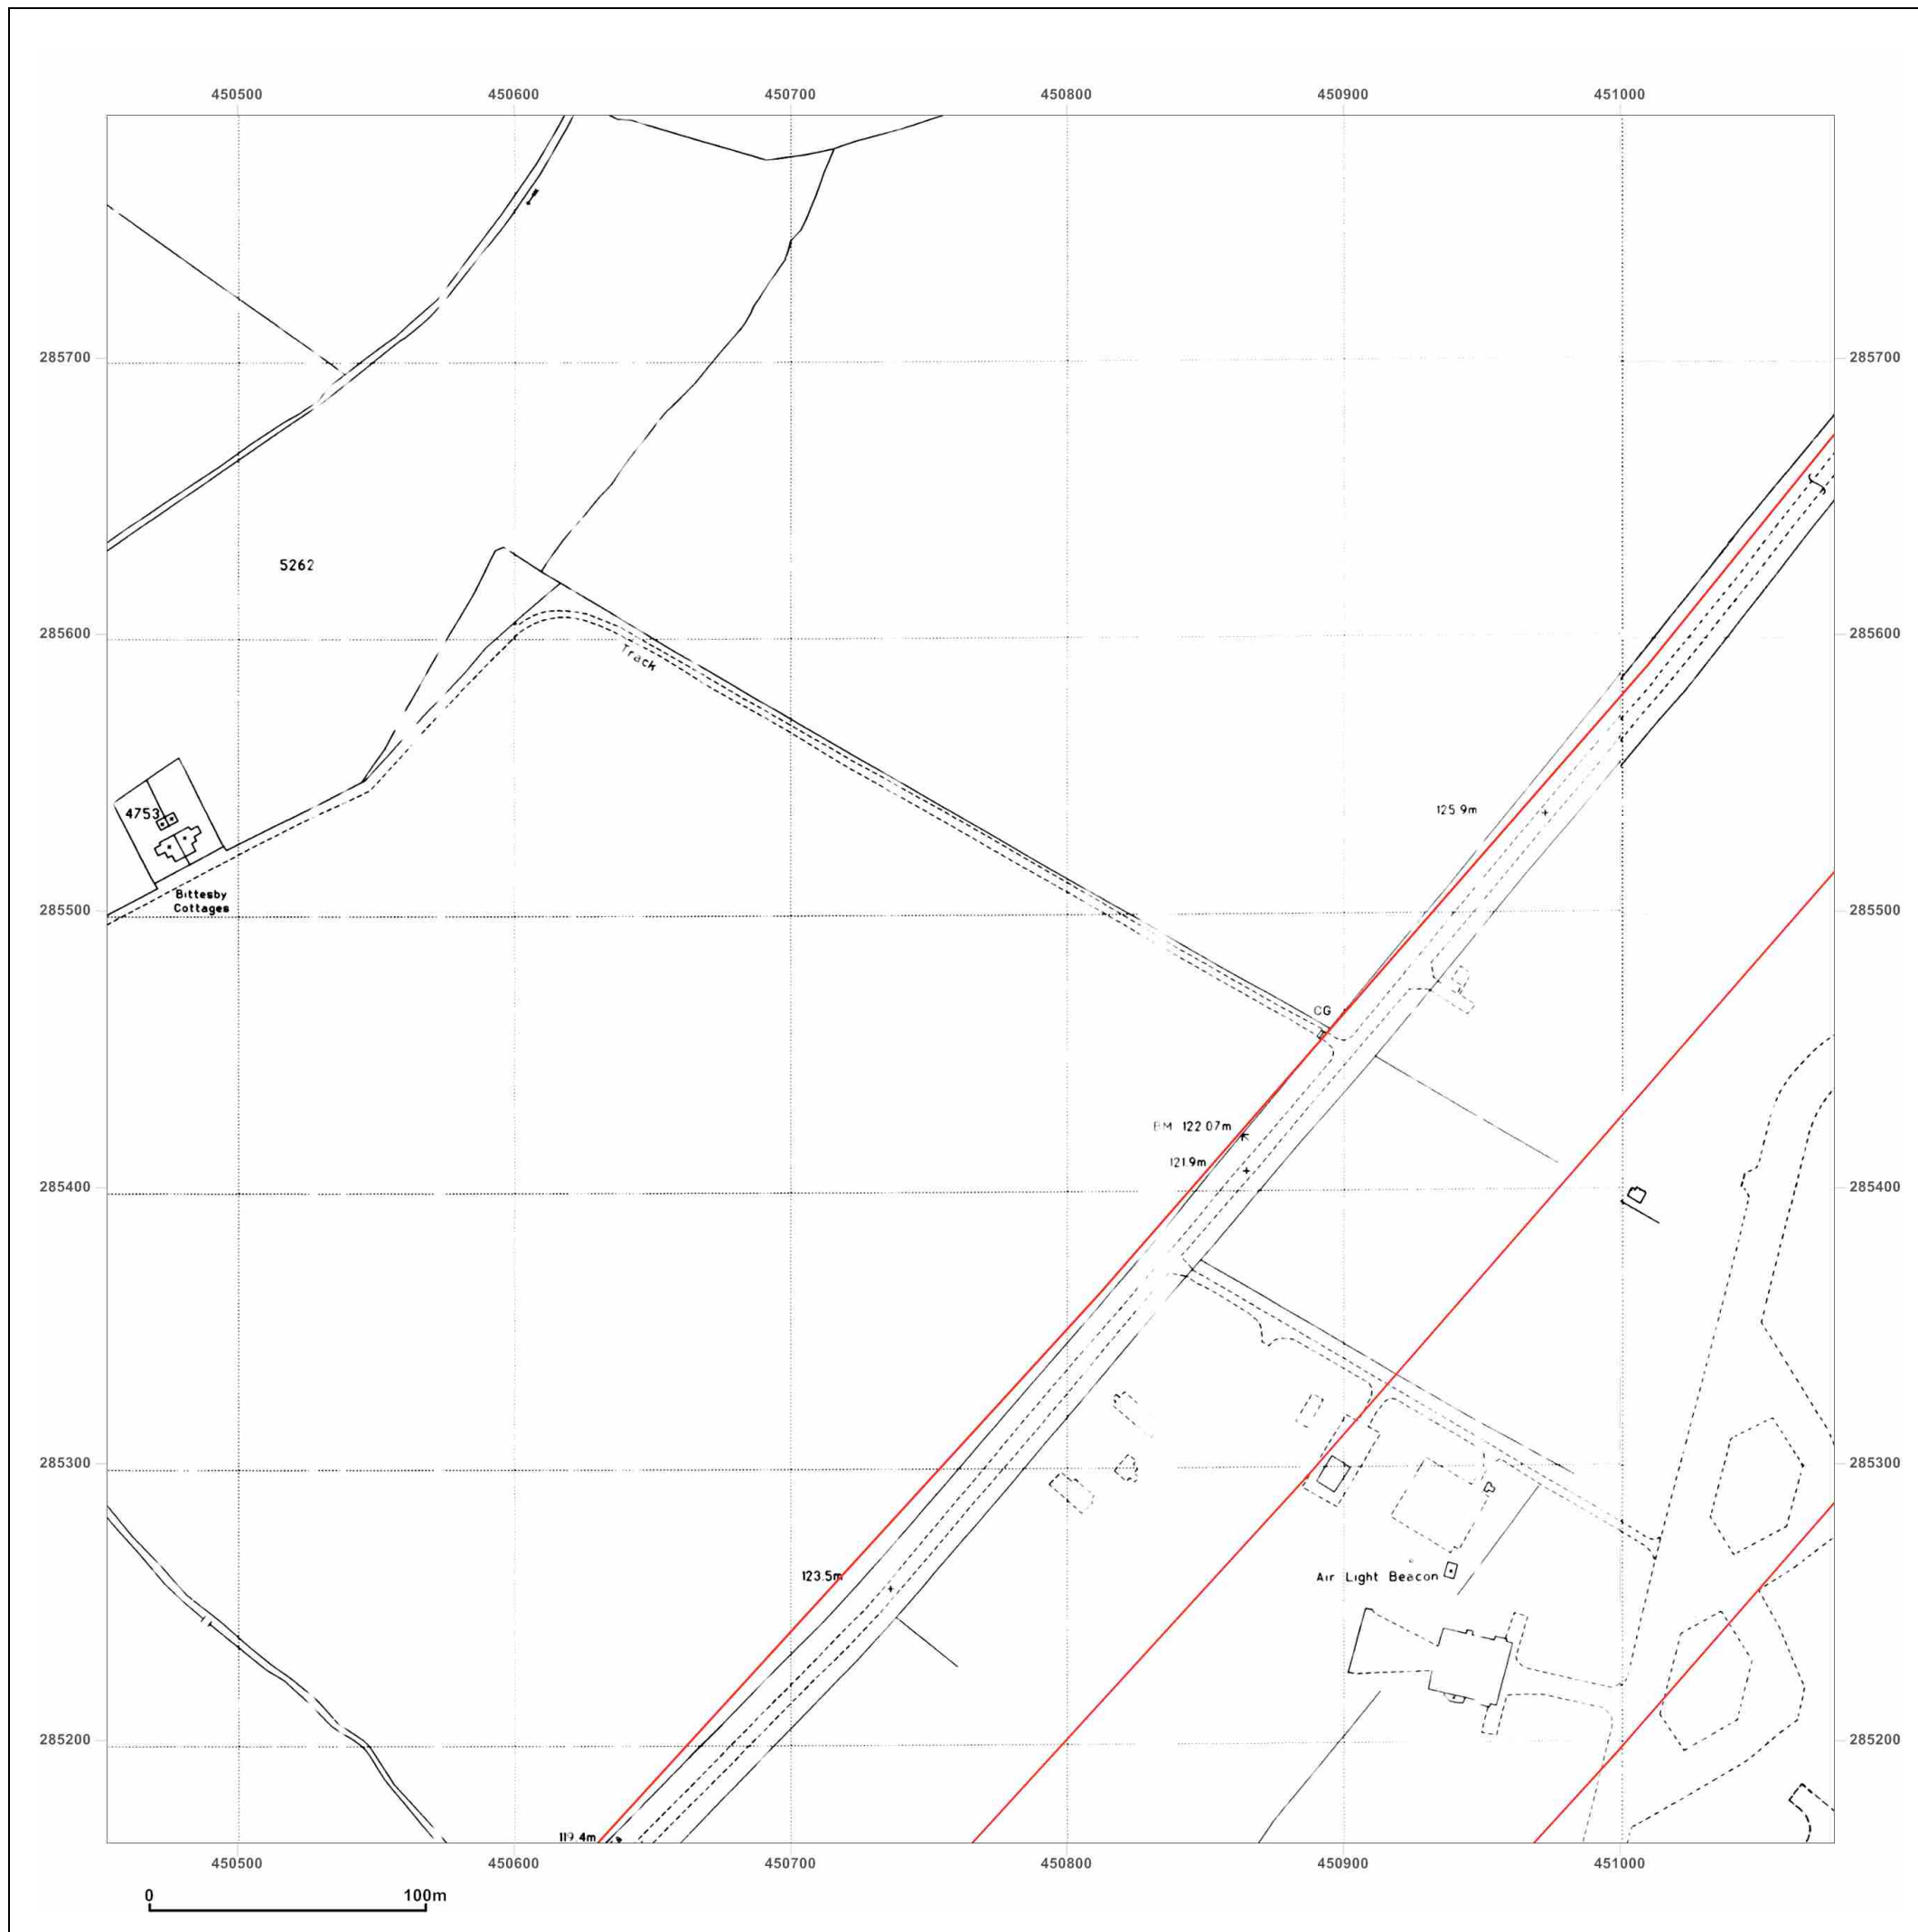 450500 450600 450700 450800 450900 451000
285700 285700
5262
285600 285600
Track
125.9m
4753
Bittesby
Cottages
285500 285500
CG
BM 122.07m
121.9m
285400 285400
285300 285300
123.5m
Air Light Beacon
285200 285200
119.4m
450500 450600 450700 450800 450900 451000
0 100m